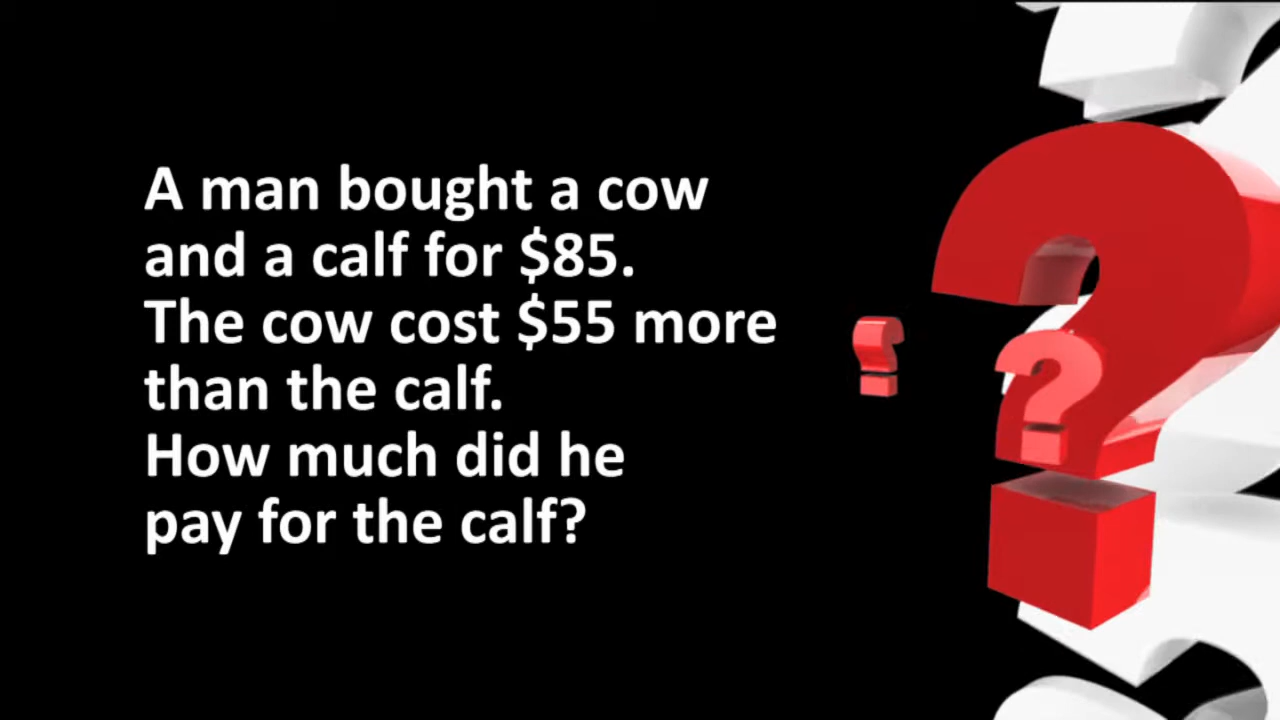 A man bought a cow
and a calf for $85.
The cow cost $55 more
than the calf.
How much did he
pay for the calf?